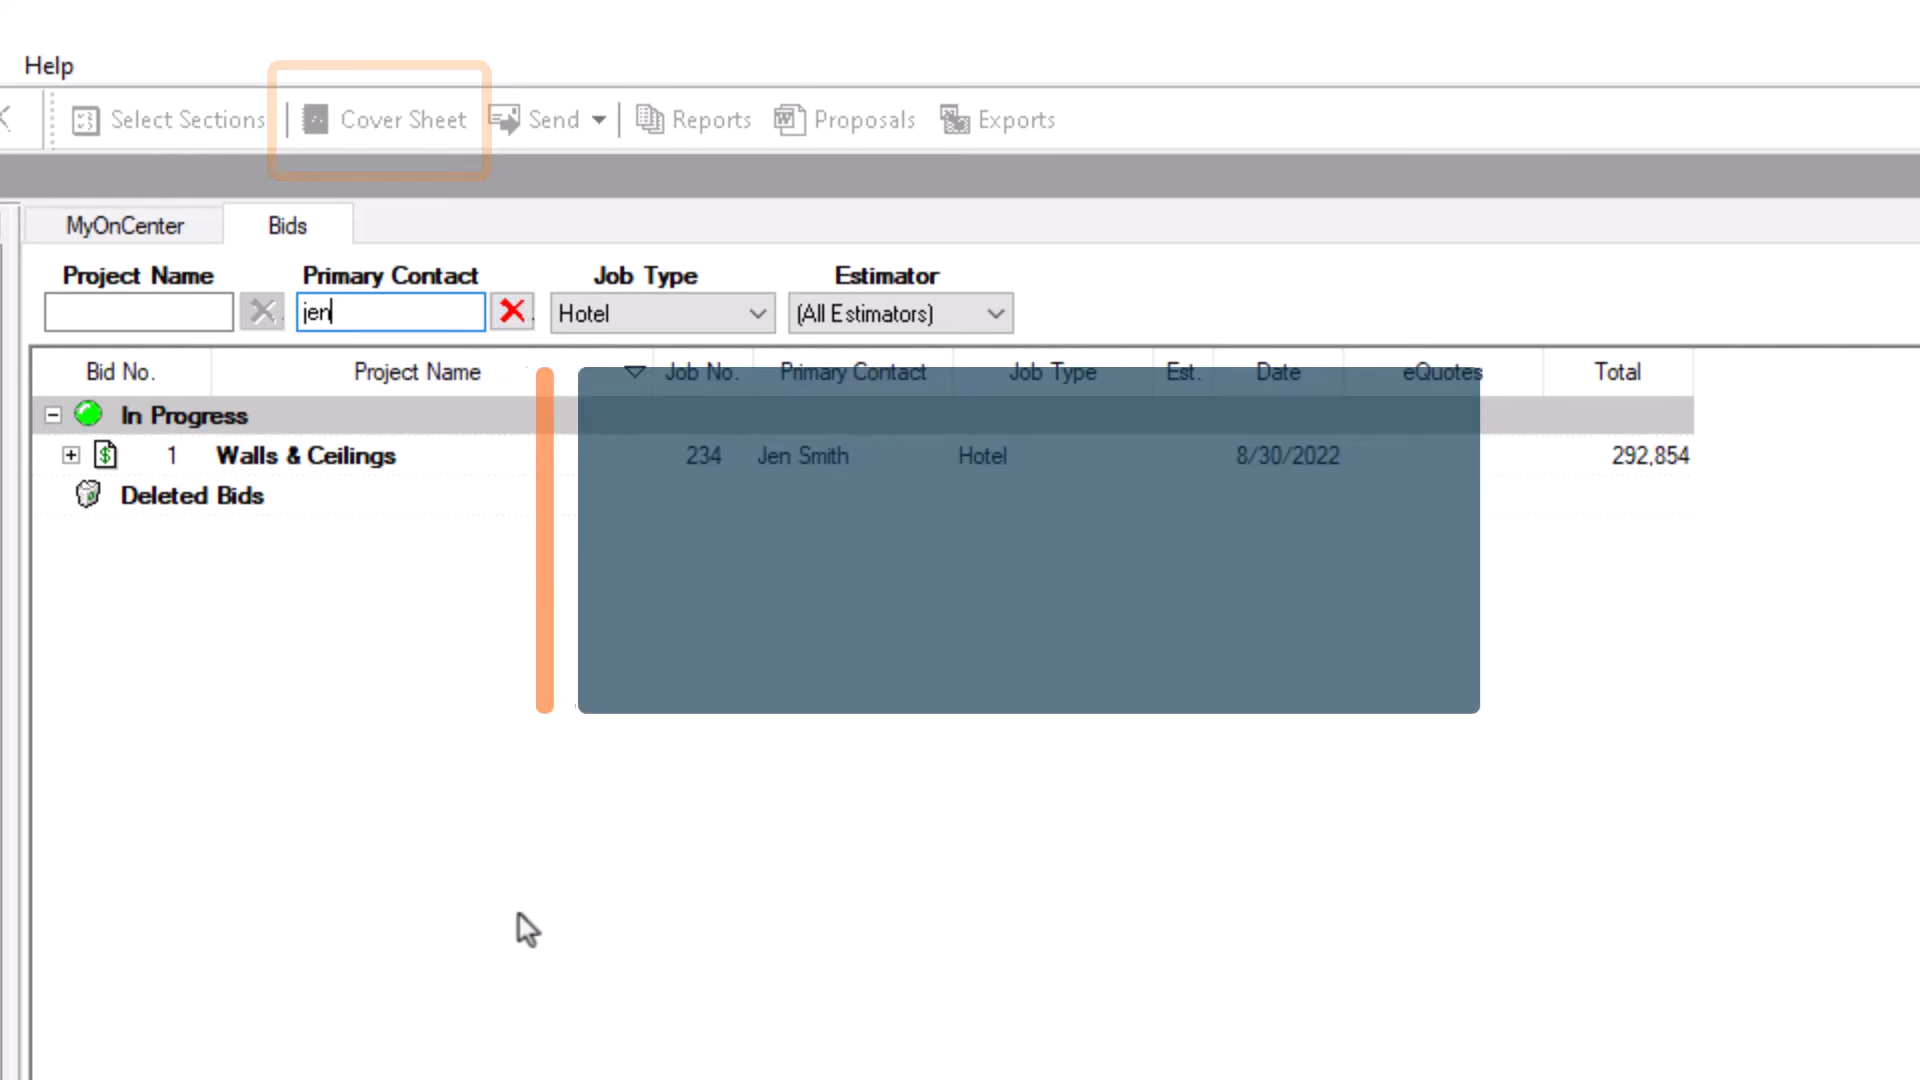 Help
Select Sections Cover Sheet Send Reports Proposals Exports
MyOnCenter Bids
Project Name Primary Contact Job Type Estimator
jen Hotel (All Estimators)
Bid No. Project Name Job No. Primary Contact Job Type Est. Date eQuotes Total
In Progress
1 Walls & Ceilings 234 Jen Smith Hotel 8/30/2022 292,854
Deleted Bids